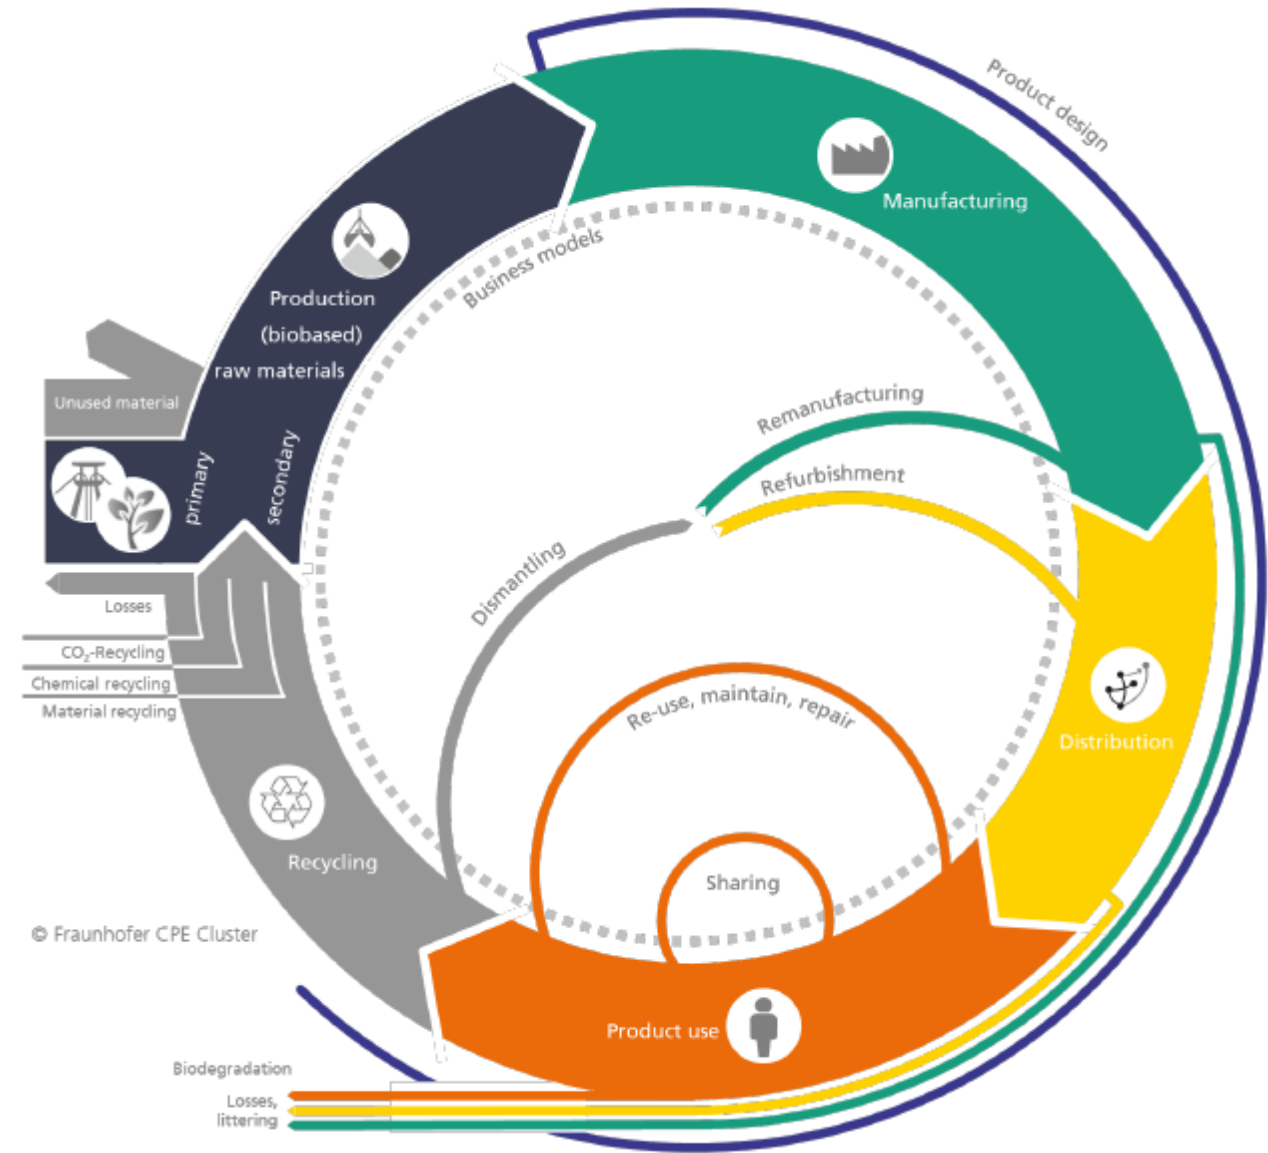 Product design
Manufacturing
Business models
Production
(biobased)
raw materials
Unused material
primary
secondary
Remanufacturing
Refurbishment
Dismantling
Losses
CO₂-Recycling
Chemical recycling
Material recycling
Re-use, maintain, repair
Distribution
Recycling
Sharing
© Fraunhofer CPE Cluster
Product use
Biodegradation
Losses,
littering